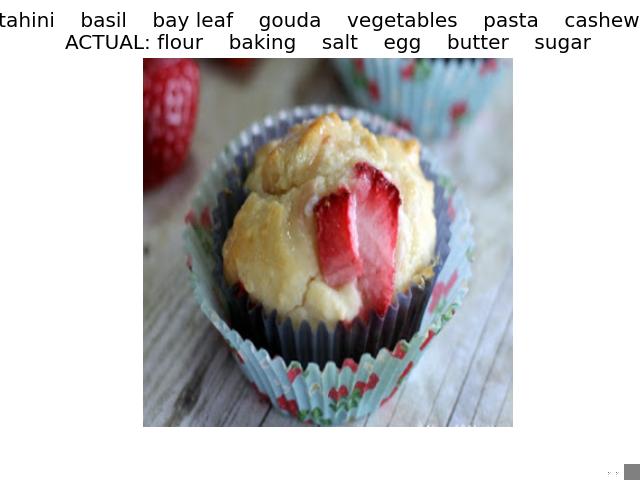 tahini basil bay leaf gouda vegetables pasta cashew
ACTUAL: flour baking salt egg butter sugar